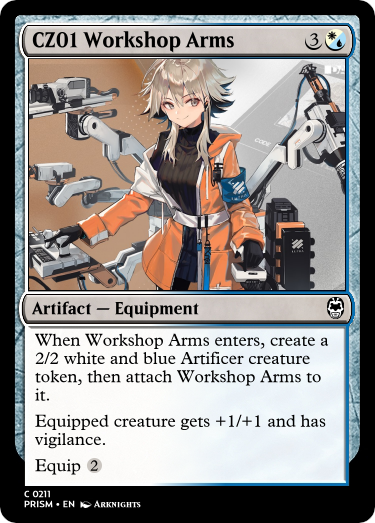 CZ01 Workshop Arms 3
CODE
Artifact — Equipment
When Workshop Arms enters, create a
2/2 white and blue Artificer creature
token, then attach Workshop Arms to
it.
Equipped creature gets +1/+1 and has
vigilance.
Equip 2
C 0211
PRISM • EN ARKNIGHTS